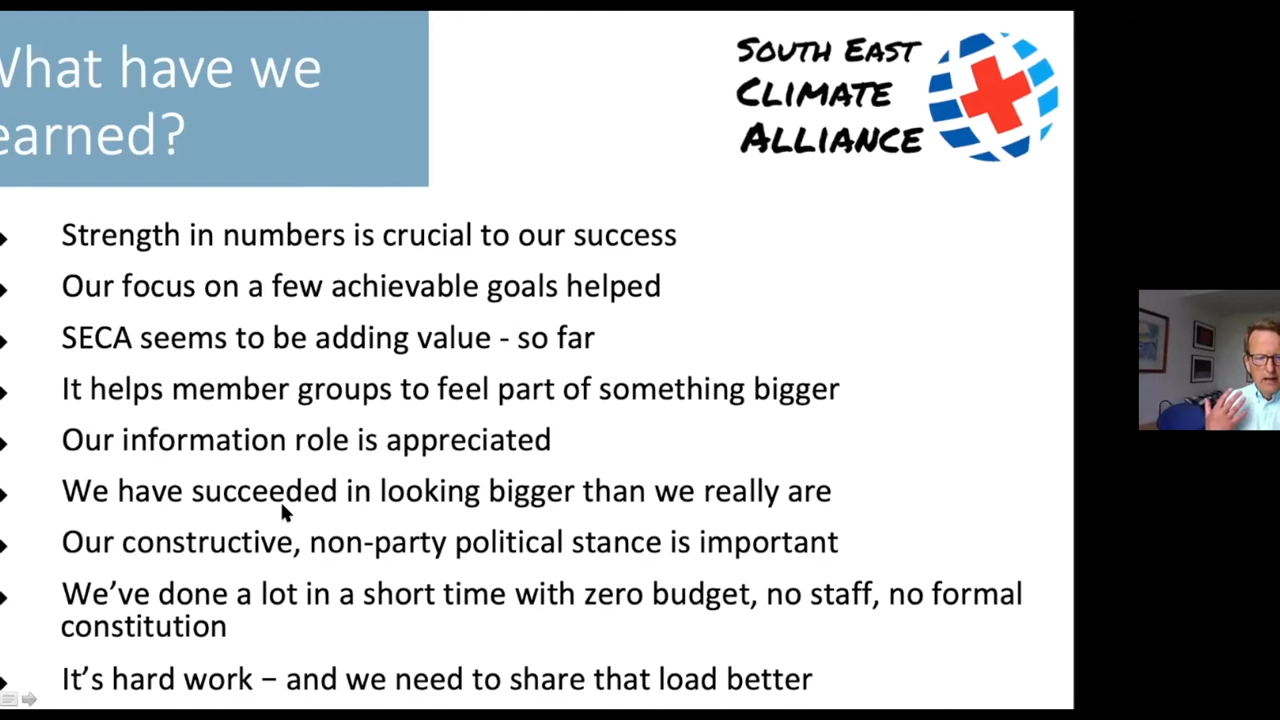 What have we
earned?
SOUTH EAST
CLIMATE
ALLIANCE
Strength in numbers is crucial to our success
Our focus on a few achievable goals helped
SECA seems to be adding value - so far
It helps member groups to feel part of something bigger
Our information role is appreciated
We have succeeded in looking bigger than we really are
Our constructive, non-party political stance is important
We’ve done a lot in a short time with zero budget, no staff, no formal
constitution
It’s hard work – and we need to share that load better